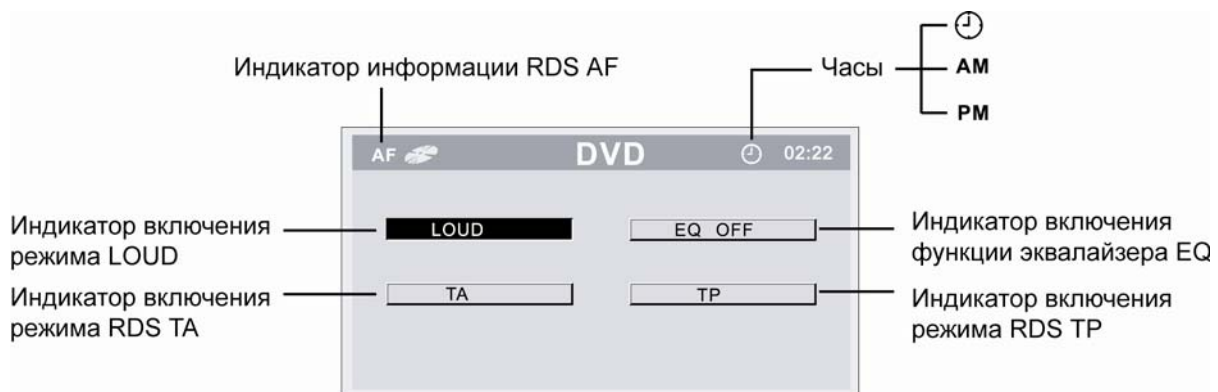 Индикатор информации RDS AF
Часы
AM
PM
AF
DVD
02:22
Индикатор включения
режима LOUD
LOUD
EQ OFF
Индикатор включения
функции эквалайзера EQ
Индикатор включения
режима RDS TA
TA
TP
Индикатор включения
режима RDS TP